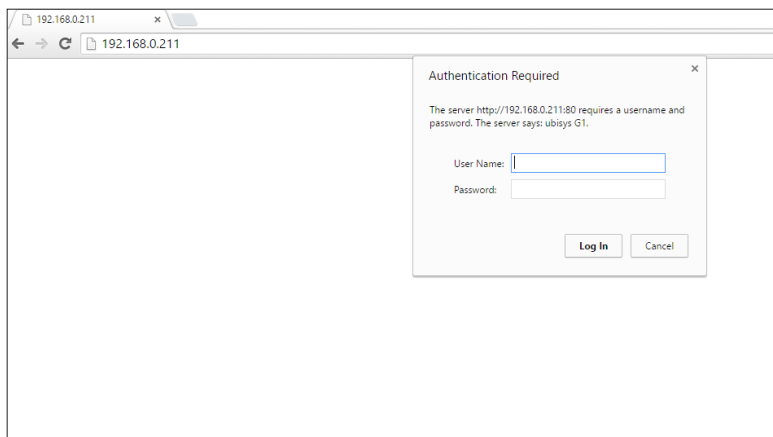 192.168.0.211
192.168.0.211
Authentication Required
The server http://192.168.0.211:80 requires a username and
password. The server says: ubisys G1.
User Name:
Password:
Log In Cancel